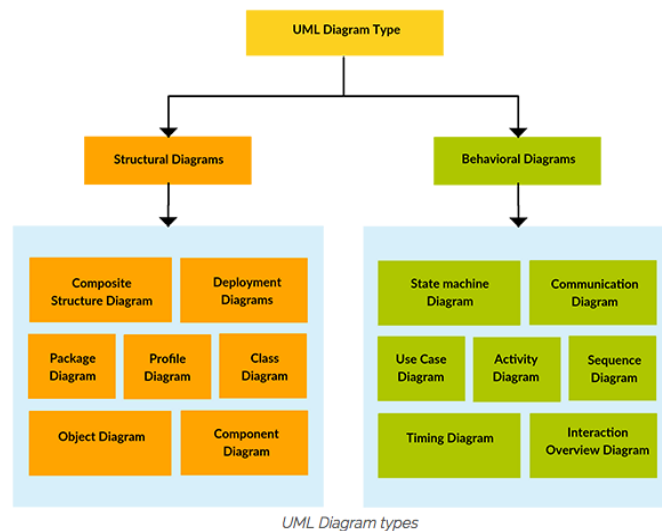 UML Diagram Type
Structural Diagrams
Behavioral Diagrams
Composite
Structure Diagram
Deployment
Diagrams
Package
Diagram
Profile
Diagram
Class
Diagram
Object Diagram
Component
Diagram
State machine
Diagram
Communication
Diagram
Use Case
Diagram
Activity
Diagram
Sequence
Diagram
Timing Diagram
Interaction
Overview Diagram
UML Diagram types